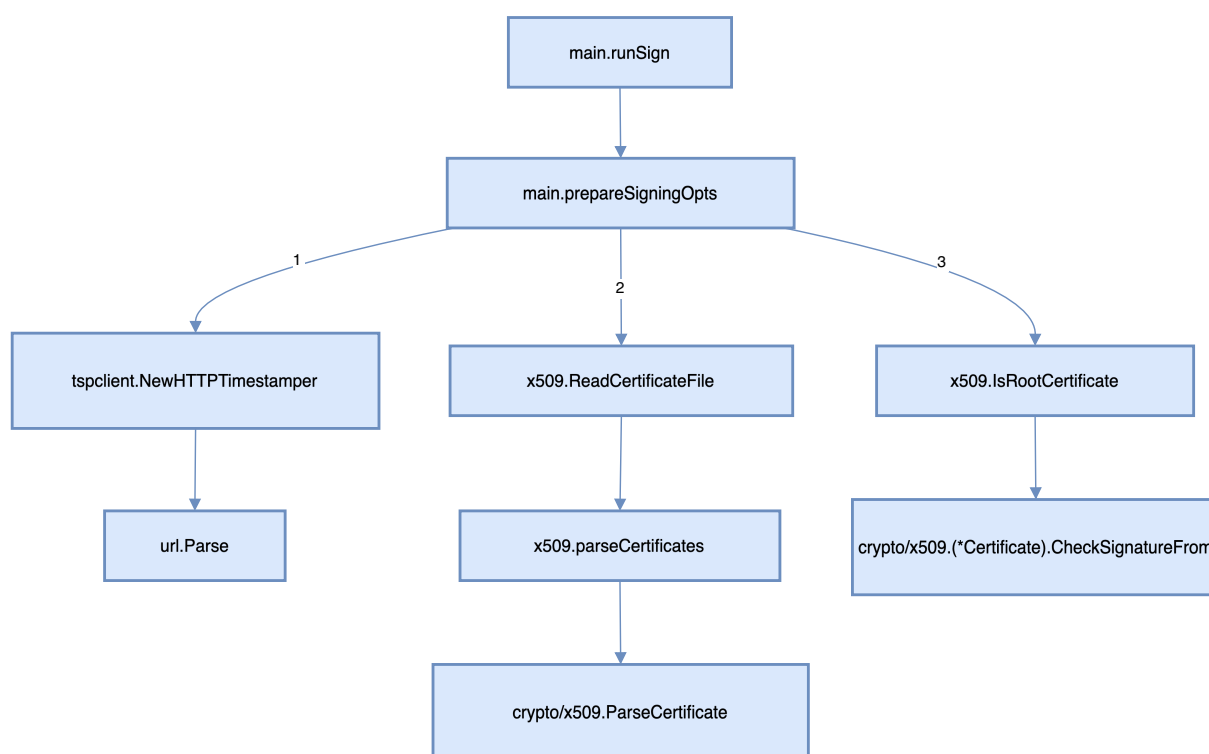 main.runSign
main.prepareSigningOpts
1
2
3
tspclient.NewHTTPTimestamper
x509.ReadCertificateFile
x509.IsRootCertificate
url.Parse
x509.parseCertificates
crypto/x509.(*Certificate).CheckSignatureFrom
crypto/x509.ParseCertificate